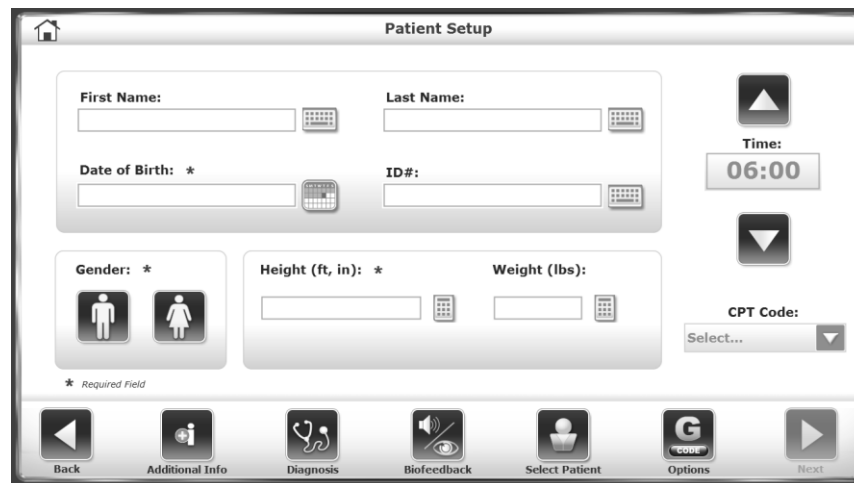 Patient Setup
First Name:
Last Name:
Time:
06:00
Date of Birth: *
ID#:
Gender: *
Height (ft, in): *
Weight (lbs):
CPT Code:
Select...
* Required Field
Back
Additional Info
Diagnosis
Biofeedback
Select Patient
G
CODE
Options
Next